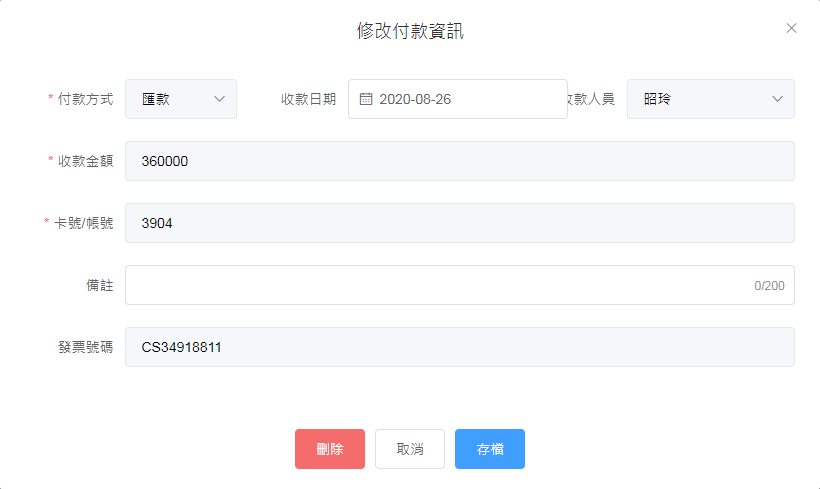 修改付款資訊
* 付款方式 匯款 收款日期 2020-08-26 收款人員 昭玲
* 收款金額 360000
* 卡號/帳號 3904
備註 0/200
發票號碼 CS34918811
刪除 取消 存檔